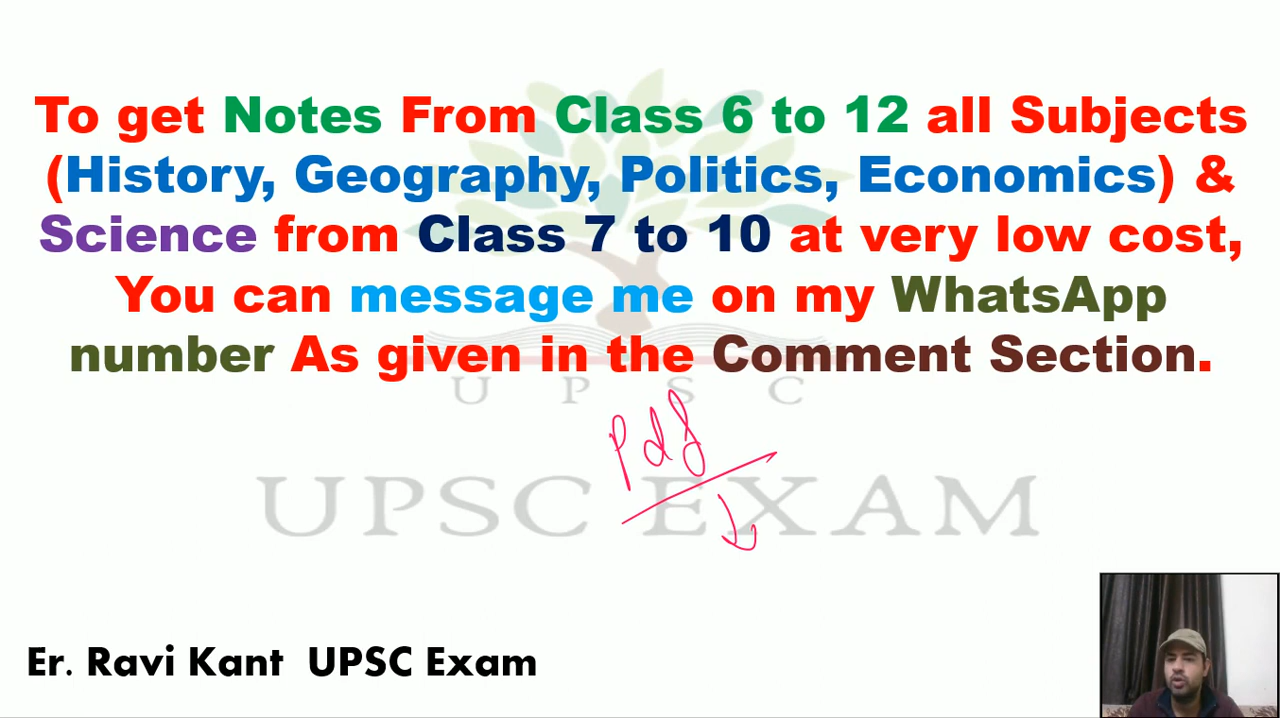 To get Notes From Class 6 to 12 all Subjects
(History, Geography, Politics, Economics) &
Science from Class 7 to 10 at very low cost,
You can message me on my WhatsApp
number As given in the Comment Section.
UPSC
Pdf
UPSC EXAM
Er. Ravi Kant UPSC Exam